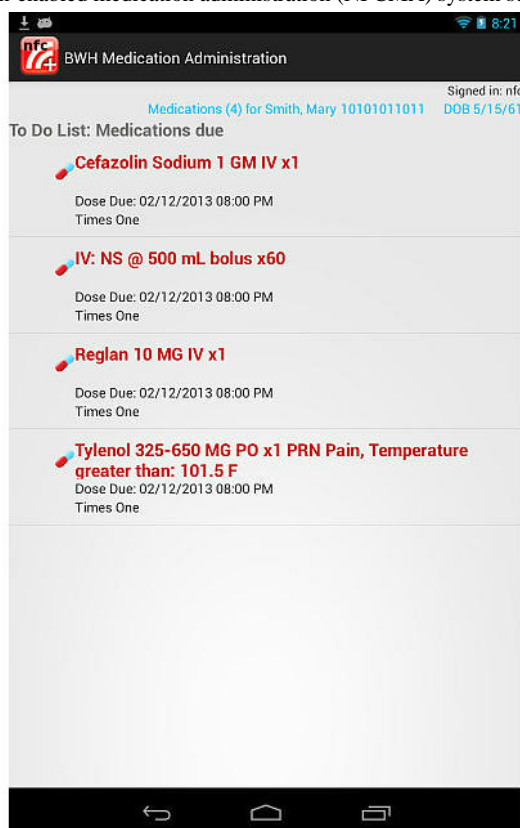 8:21
nfc
BWH Medication Administration
Signed in: nfc
Medications (4) for Smith, Mary 10101011011 DOB 5/15/61
To Do List: Medications due
Cefazolin Sodium 1 GM IV x1
Dose Due: 02/12/2013 08:00 PM
Times One
IV: NS @ 500 mL bolus x60
Dose Due: 02/12/2013 08:00 PM
Times One
Reglan 10 MG IV x1
Dose Due: 02/12/2013 08:00 PM
Times One
Tylenol 325-650 MG PO x1 PRN Pain, Temperature
greater than: 101.5 F
Dose Due: 02/12/2013 08:00 PM
Times One